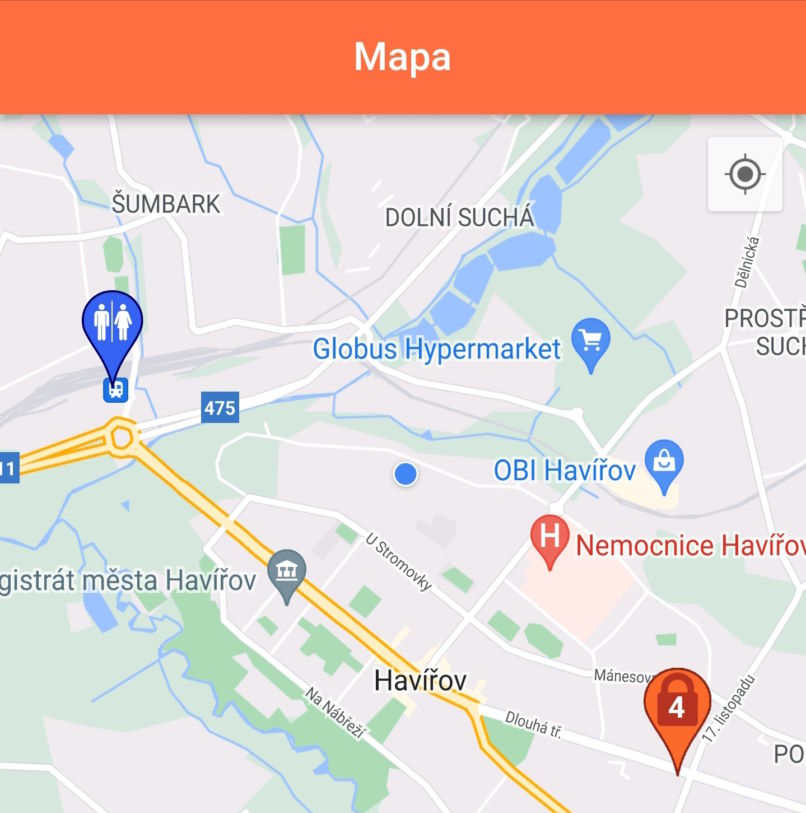 Mapa
ŠUMBARK
DOLNÍ SUCHÁ
Dělnická
PROSTŘ
SUCH
Globus Hypermarket
475
11
OBI Havířov
H
Nemocnice Havířov
U Stromovky
gistrát města Havířov
Havířov
Mánesova
Na Nábřeží
Dlouhá tř.
4
17. listopadu
PO